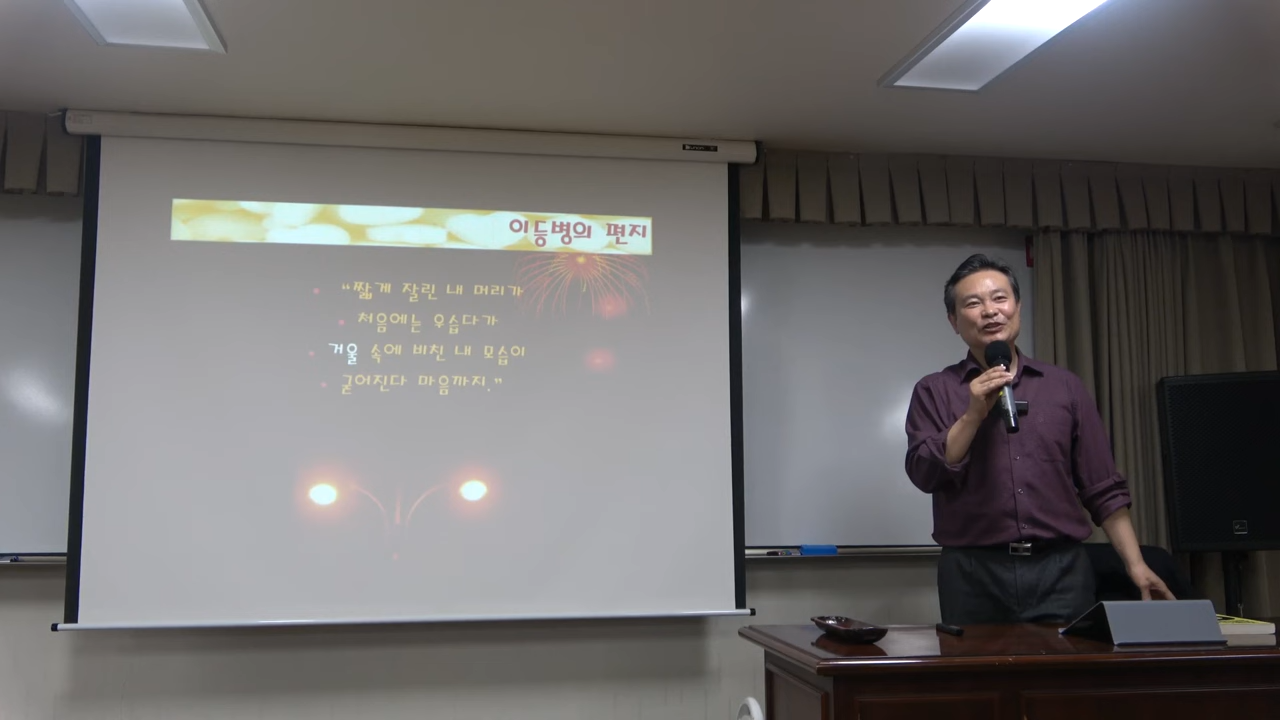 이등병의 편지
“짧게 잘린 내 머리가
처음에는 우습다가
거울 속에 비친 내 모습이
굳어진다 마음까지.”